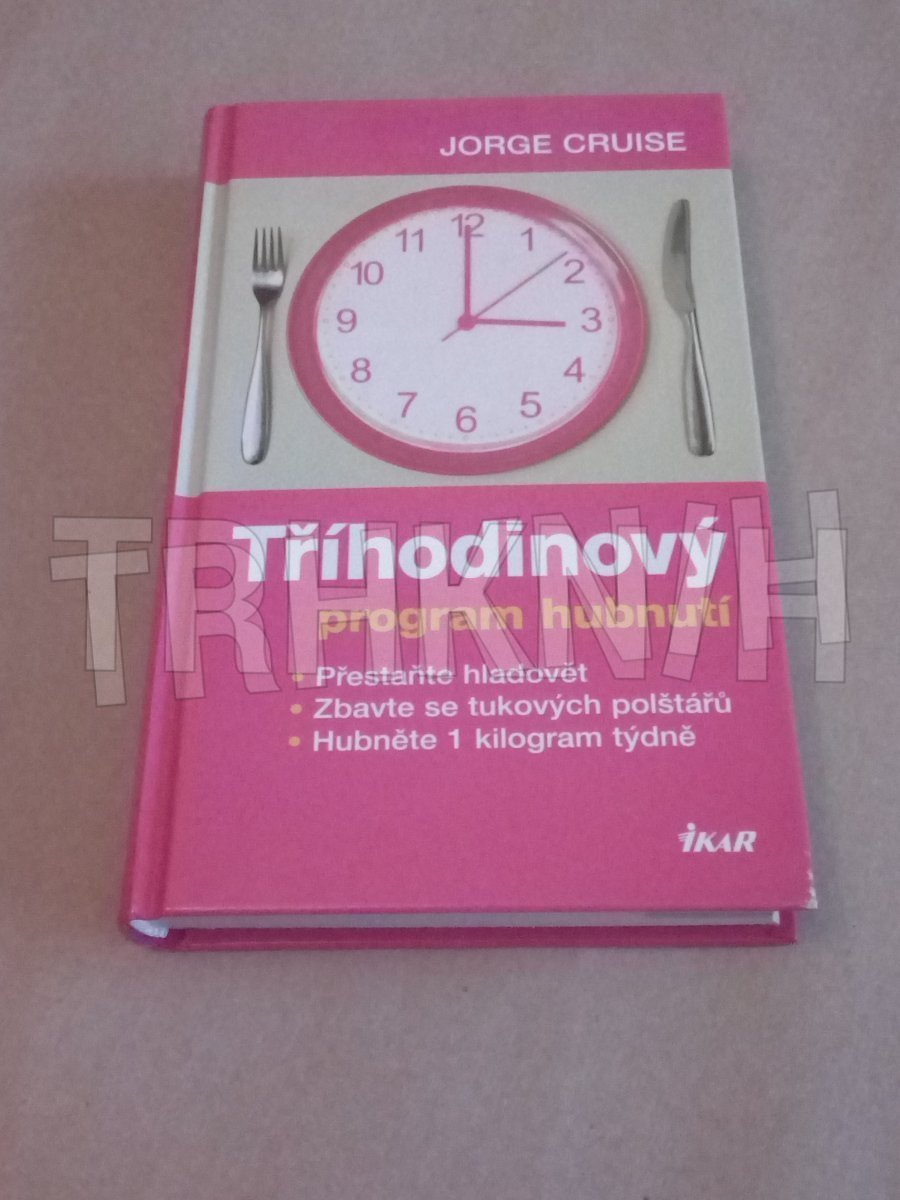 JORGE CRUISE
12
11 1
10 2
9 3
8 4
7 5
6
Tříhodinový
program hubnutí
TRHKNIH
• Přestaňte hladovět
• Zbavte se tukových polštářů
• Hubněte 1 kilogram týdně
iKAR